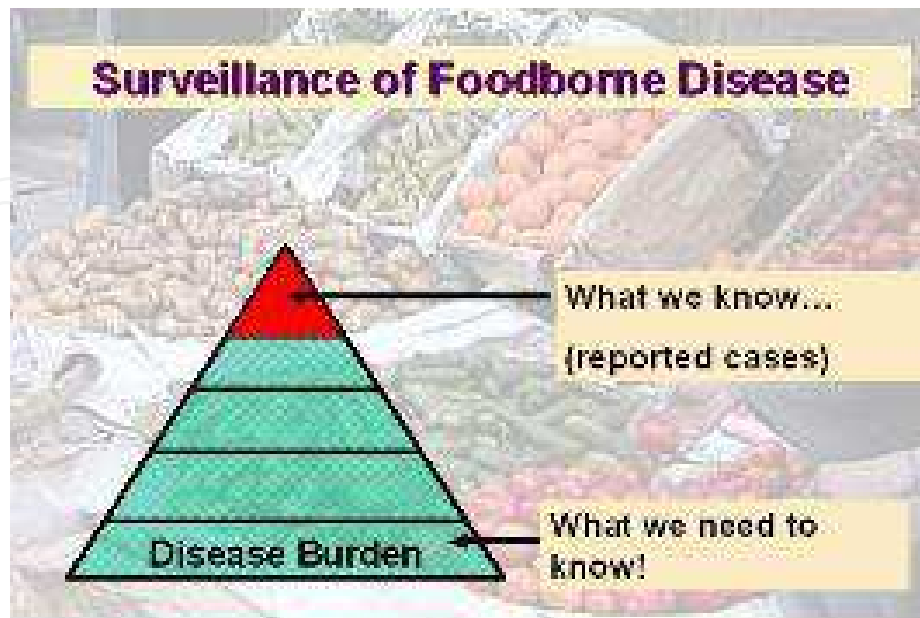 Surveillance of Foodborne Disease
What we know...
(reported cases)
What we need to
know!
Disease Burden